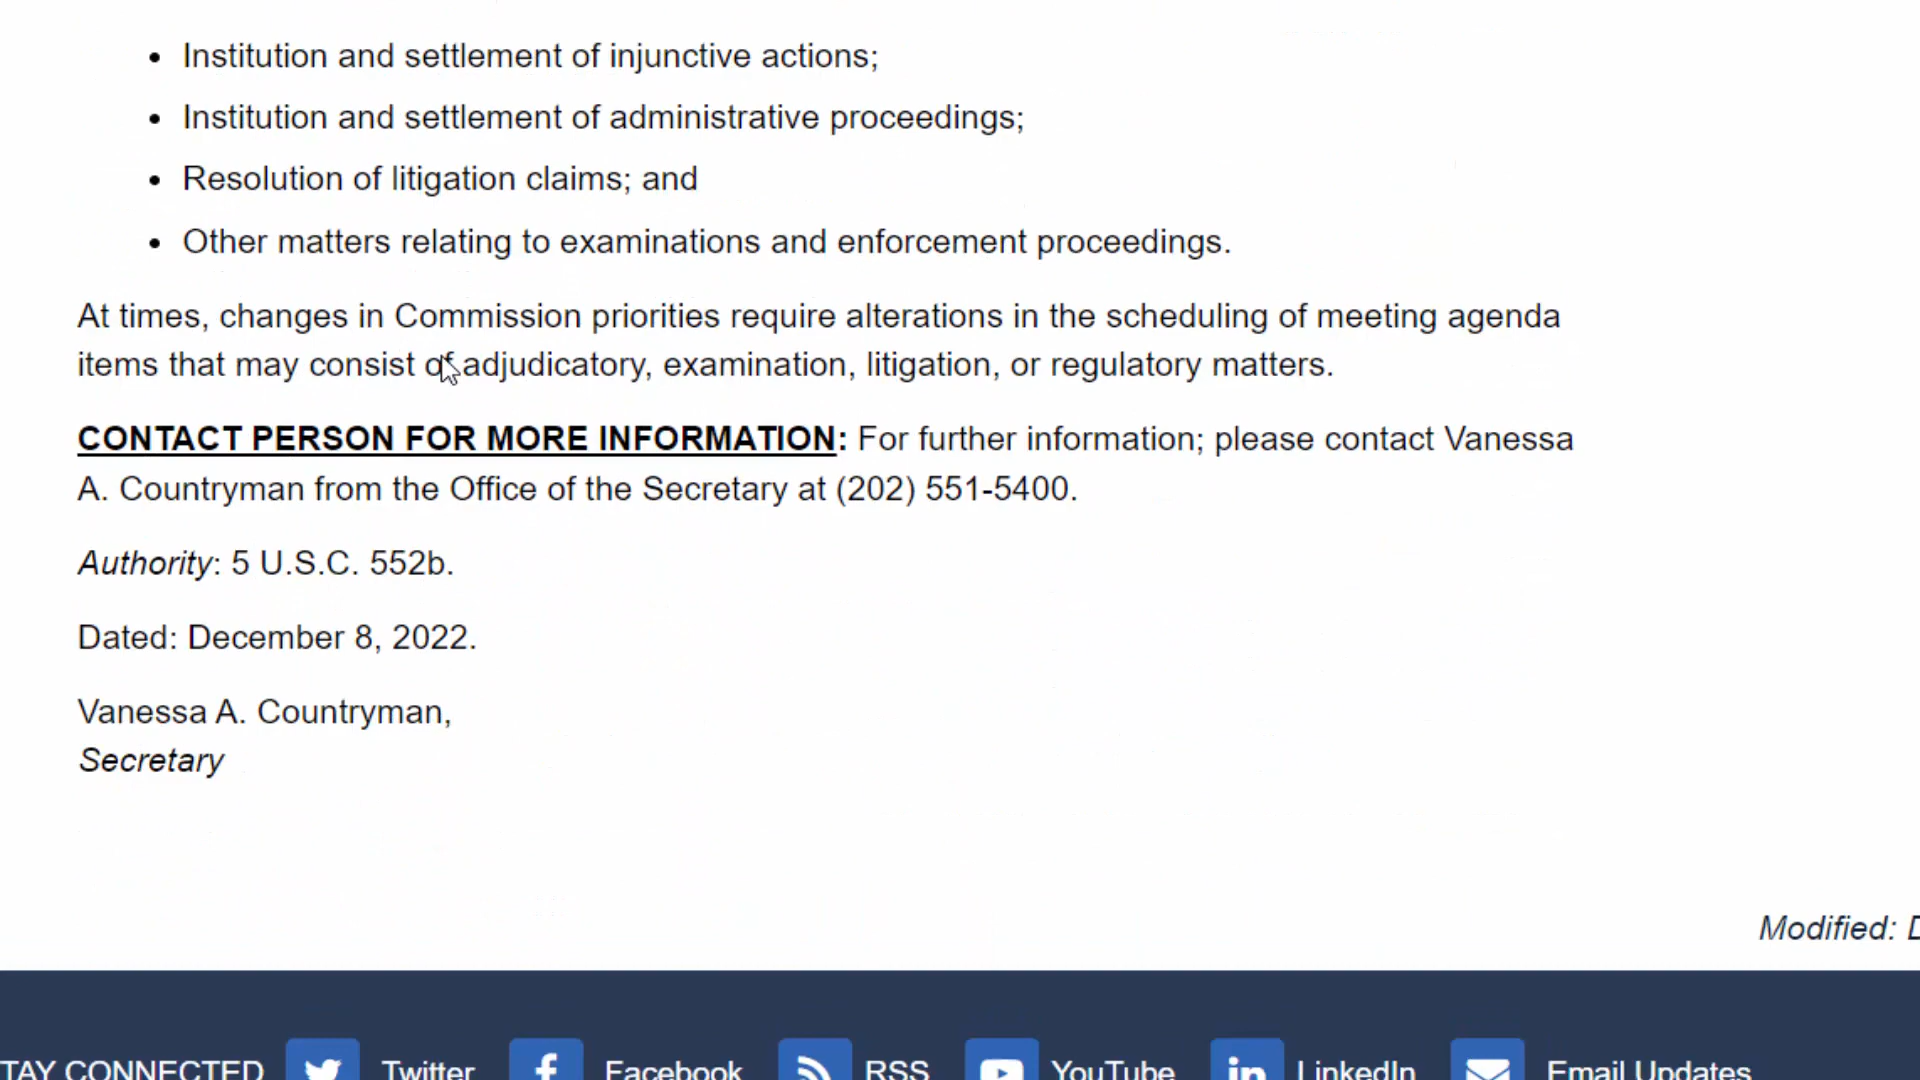 Institution and settlement of injunctive actions;
Institution and settlement of administrative proceedings;
Resolution of litigation claims; and
Other matters relating to examinations and enforcement proceedings.
At times, changes in Commission priorities require alterations in the scheduling of meeting agenda
items that may consist of adjudicatory, examination, litigation, or regulatory matters.
CONTACT PERSON FOR MORE INFORMATION: For further information; please contact Vanessa
A. Countryman from the Office of the Secretary at (202) 551-5400.
Authority: 5 U.S.C. 552b.
Dated: December 8, 2022.
Vanessa A. Countryman,
Secretary
Modified: D
TAY CONNECTED Twitter Facebook RSS YouTube LinkedIn Email Updates